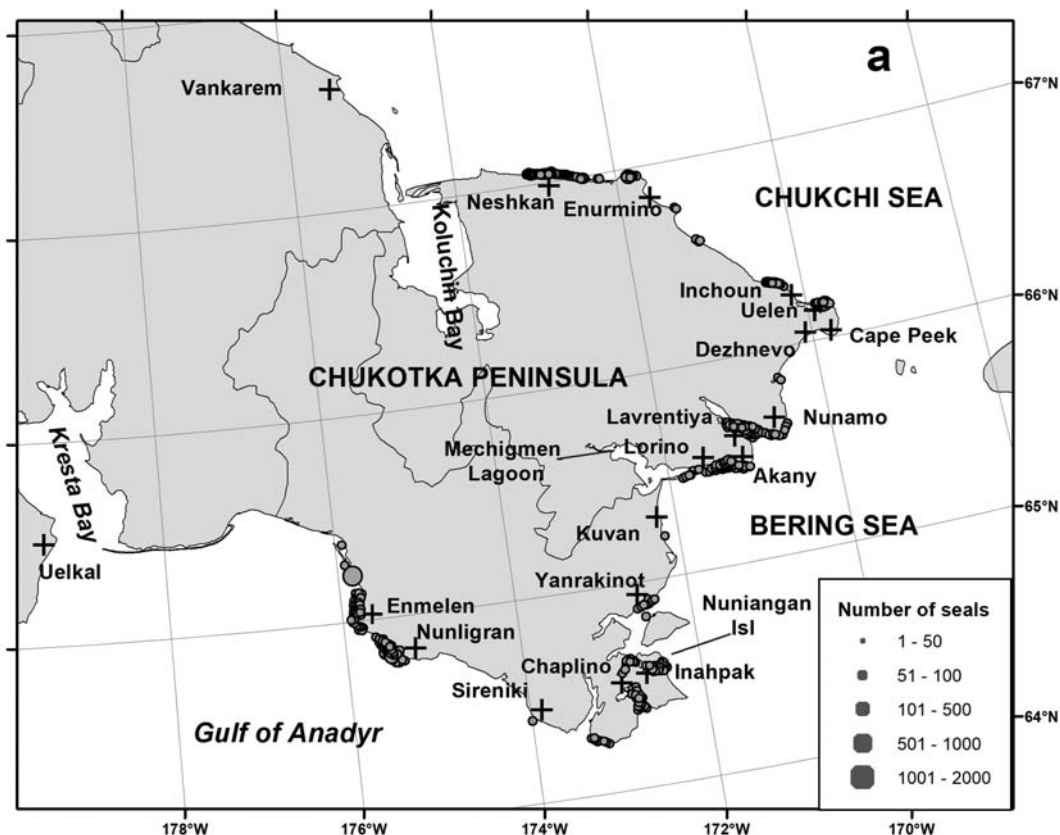 a
67°N
Vankarem
CHUKCHI SEA
Neshkan
Enurmino
Koluchin Bay
66°N
Inchoun
Uelen
Cape Peek
Dezhnevo
CHUKOTKA PENINSULA
Lavrentiya
Nunamo
Mechigmen
Lagoon
Lorino
Akany
Kresta Bay
65°N
BERING SEA
Kuvan
Uelkal
Yanrakinot
Enmelen
Nuniangan
Isl
Nunligran
Chaplino
Inahpak
Sireniki
Gulf of Anadyr
64°N
Number of seals
1 - 50
51 - 100
101 - 500
501 - 1000
1001 - 2000
178°W
176°W
174°W
172°W
170°W